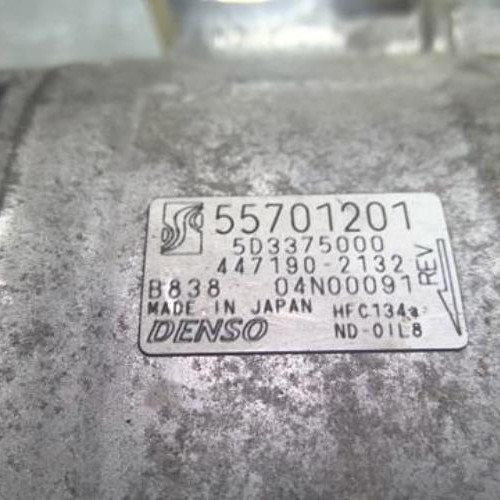 55701201
5D3375000
447190-2132
B838 04N00091
REV
MADE IN JAPAN HFC134a
DENSO ND-OIL8